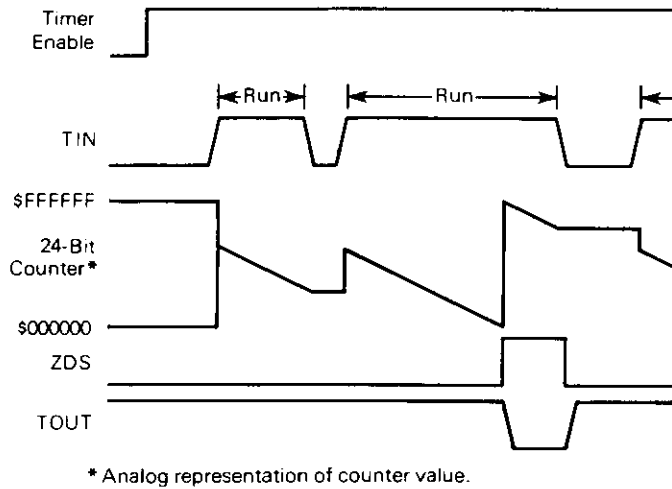 Timer
Enable
Run
Run
TIN
$FFFFFF
24-Bit
Counter*
$000000
ZDS
TOUT
* Analog representation of counter value.